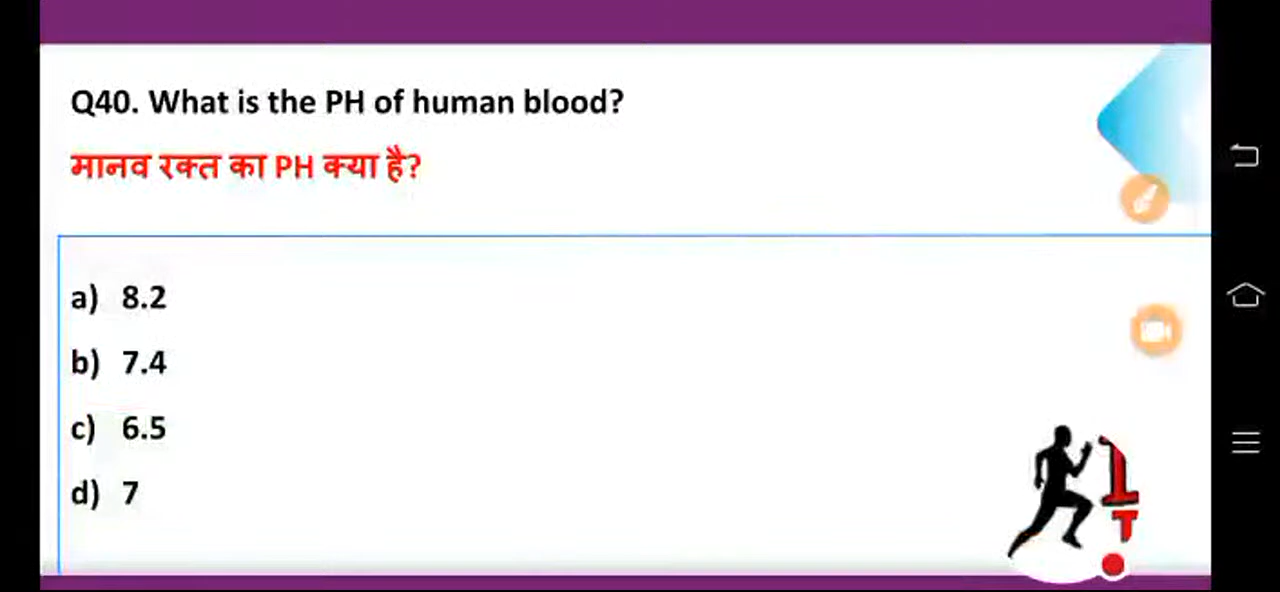 Q40. What is the PH of human blood?
मानव रक्त का PH क्या है?
a) 8.2
b) 7.4
c) 6.5
d) 7